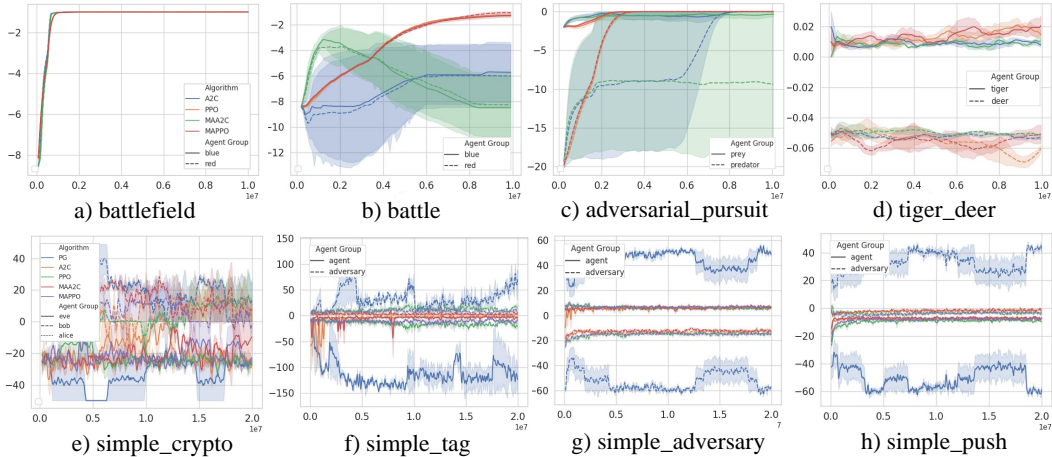 −2
−4
−6
−8
Algorithm
A2C
PPO
MAA2C
MAPPO
Agent Group
blue
red
0.0 0.2 0.4 0.6 0.8 1.0
1e7
a) battlefield
−2
−4
−6
−8
−10
−12
Agent Group
blue
red
0.0 0.2 0.4 0.6 0.8 1.0
1e7
b) battle
0
−5
−10
−15
−20
Agent Group
prey
predator
0.0 0.2 0.4 0.6 0.8 1.0
1e7
c) adversarial_pursuit
0.03
0.02
0.00
−0.02
−0.04
−0.06
Agent Group
tiger
deer
0.0 0.2 0.4 0.6 0.8 1.0
1e7
d) tiger_deer
40
20
0
−20
−40
Algorithm
PG
A2C
PPO
MAA2C
MAPPO
Agent Group
eve
bob
alice
0.0 0.5 1.0 1.5 2.0
1e7
e) simple_crypto
150
100
50
0
−50
−100
−150
Agent Group
agent
adversary
0.0 0.5 1.0 1.5 2.0
1e7
f) simple_tag
60
40
20
0
−20
−40
−60
Agent Group
agent
adversary
0.0 0.5 1.0 1.5 2.0
7
g) simple_adversary
40
20
0
−20
−40
−60
Agent Group
agent
adversary
0.0 0.5 1.0 1.5 2.0
1e7
h) simple_push